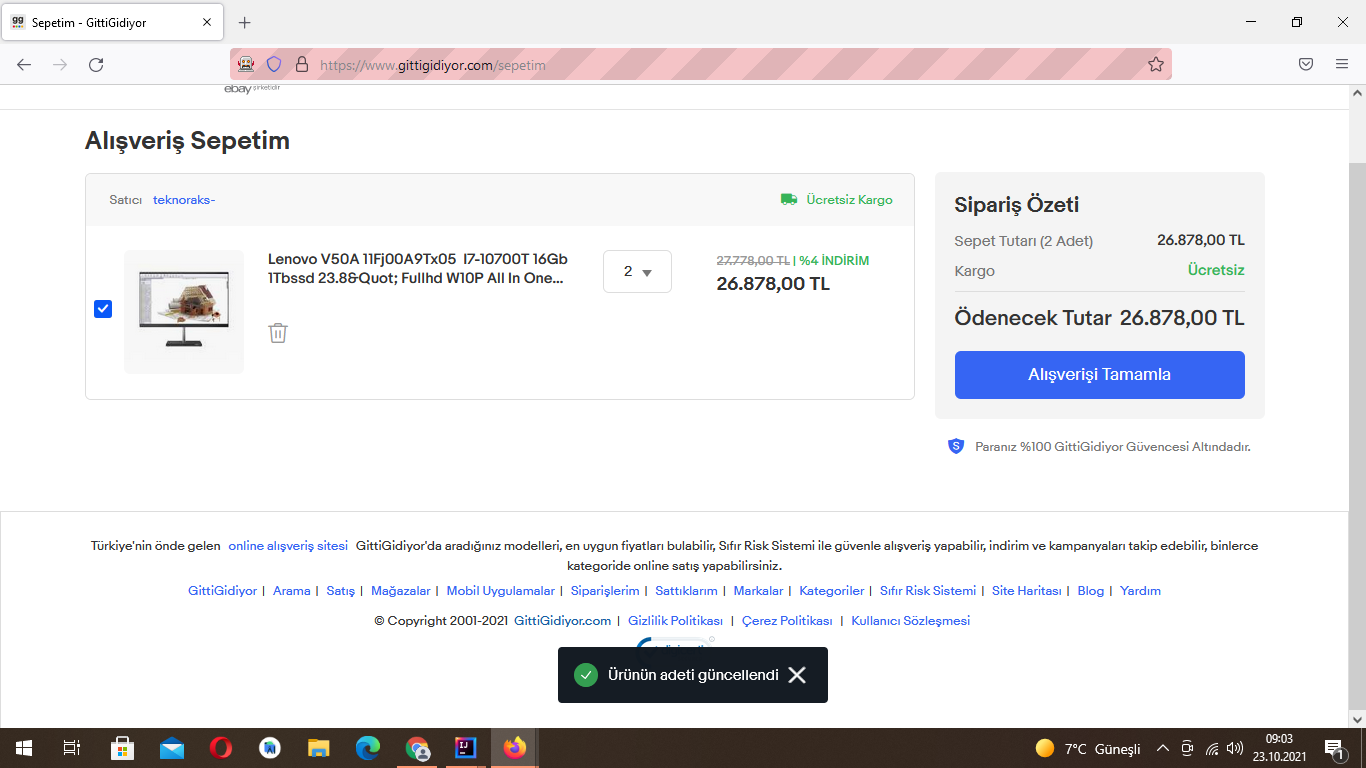 gg Sepetim - GittiGidiyor
https://www.gittigidiyor.com/sepetim
ebay şirketidir
Alışveriş Sepetim
Satıcı teknoraks- Ücretsiz Kargo
Lenovo V50A 11Fj00A9Tx05 I7-10700T 16Gb
1Tbssd 23.8&Quot; Fullhd W10P All In One...
2
27.778,00 TL | %4 İNDİRİM
26.878,00 TL
Sipariş Özeti
Sepet Tutarı (2 Adet) 26.878,00 TL
Kargo Ücretsiz
Ödenecek Tutar 26.878,00 TL
Alışverişi Tamamla
S Paranız %100 GittiGidiyor Güvencesi Altındadır.
Türkiye'nin önde gelen online alışveriş sitesi GittiGidiyor'da aradığınız modelleri, en uygun fiyatları bulabilir, Sıfır Risk Sistemi ile güvenle alışveriş yapabilir, indirim ve kampanyaları takip edebilir, binlerce
kategoride online satış yapabilirsiniz.
GittiGidiyor | Arama | Satış | Mağazalar | Mobil Uygulamalar | Siparişlerim | Sattıklarım | Markalar | Kategoriler | Sıfır Risk Sistemi | Site Haritası | Blog | Yardım
© Copyright 2001-2021 GittiGidiyor.com | Gizlilik Politikası | Çerez Politikası | Kullanıcı Sözleşmesi
Ürünün adeti güncellendi
IJ
7°C Güneşli
09:03
23.10.2021
1